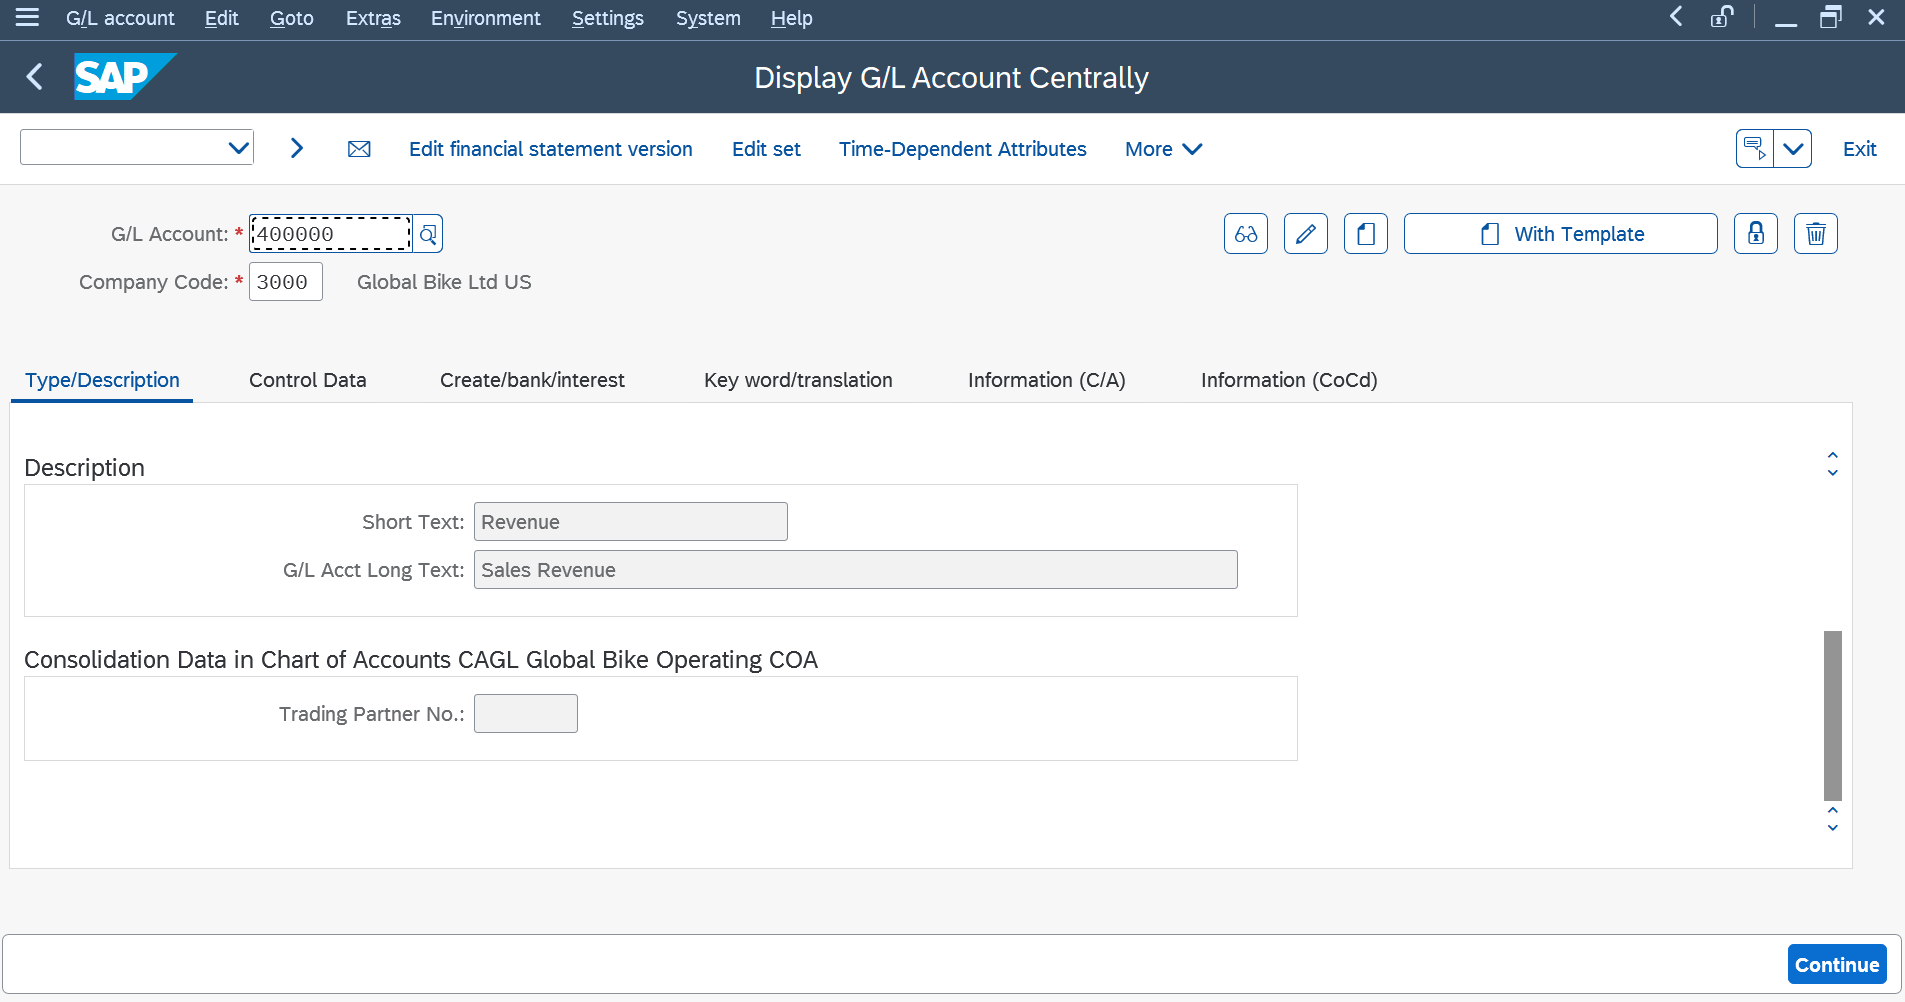 G/L account Edit Goto Extras Environment Settings System Help
SAP Display G/L Account Centrally
Edit financial statement version Edit set Time-Dependent Attributes More Exit
G/L Account: * 400000 With Template
Company Code: * 3000 Global Bike Ltd US
Type/Description Control Data Create/bank/interest Key word/translation Information (C/A) Information (CoCd)
Description
Short Text: Revenue
G/L Acct Long Text: Sales Revenue
Consolidation Data in Chart of Accounts CAGL Global Bike Operating COA
Trading Partner No.:
Continue